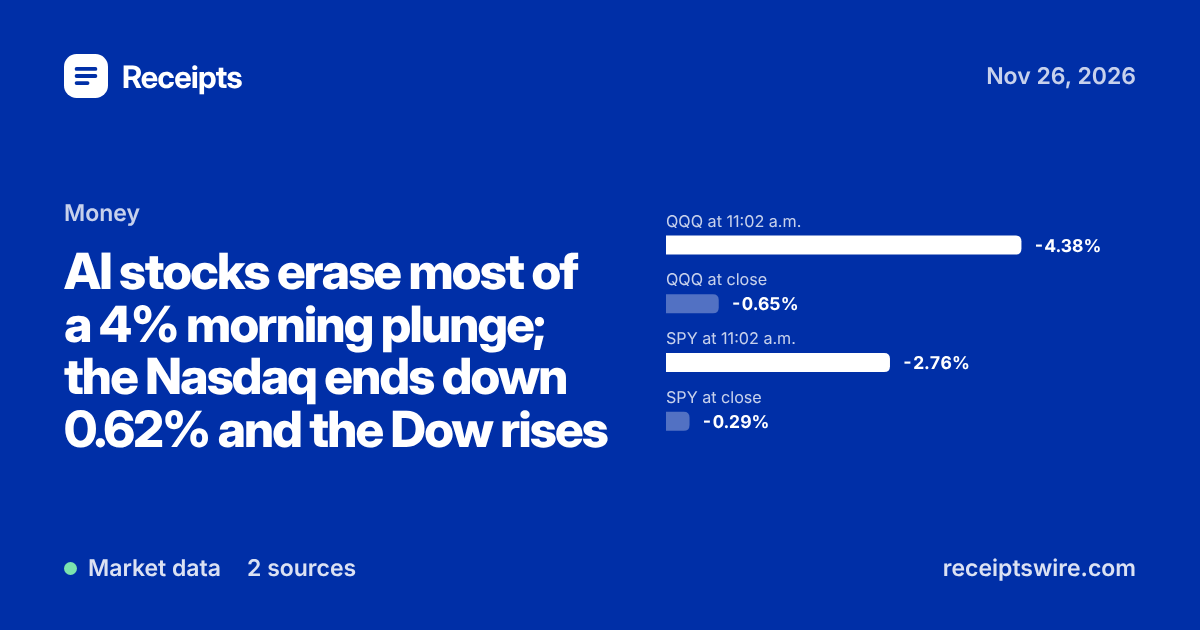 Receipts
Nov 26, 2026
Money
AI stocks erase most of
a 4% morning plunge;
the Nasdaq ends down
0.62% and the Dow rises
QQQ at 11:02 a.m.
-4.38%
QQQ at close
-0.65%
SPY at 11:02 a.m.
-2.76%
SPY at close
-0.29%
Market data 2 sources
receiptswire.com